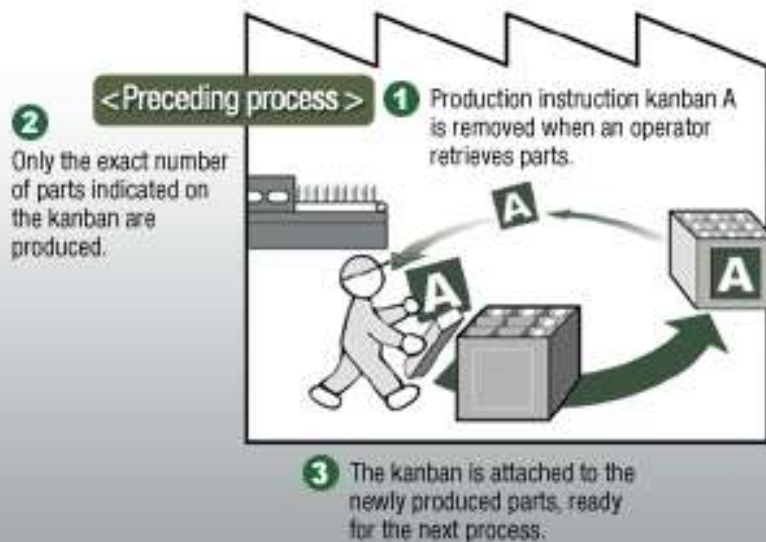 <Preceding process>
1 Production instruction kanban A
is removed when an operator
retrieves parts.
2
Only the exact number
of parts indicated on
the kanban are
produced.
A
A
A
3 The kanban is attached to the
newly produced parts, ready
for the next process.